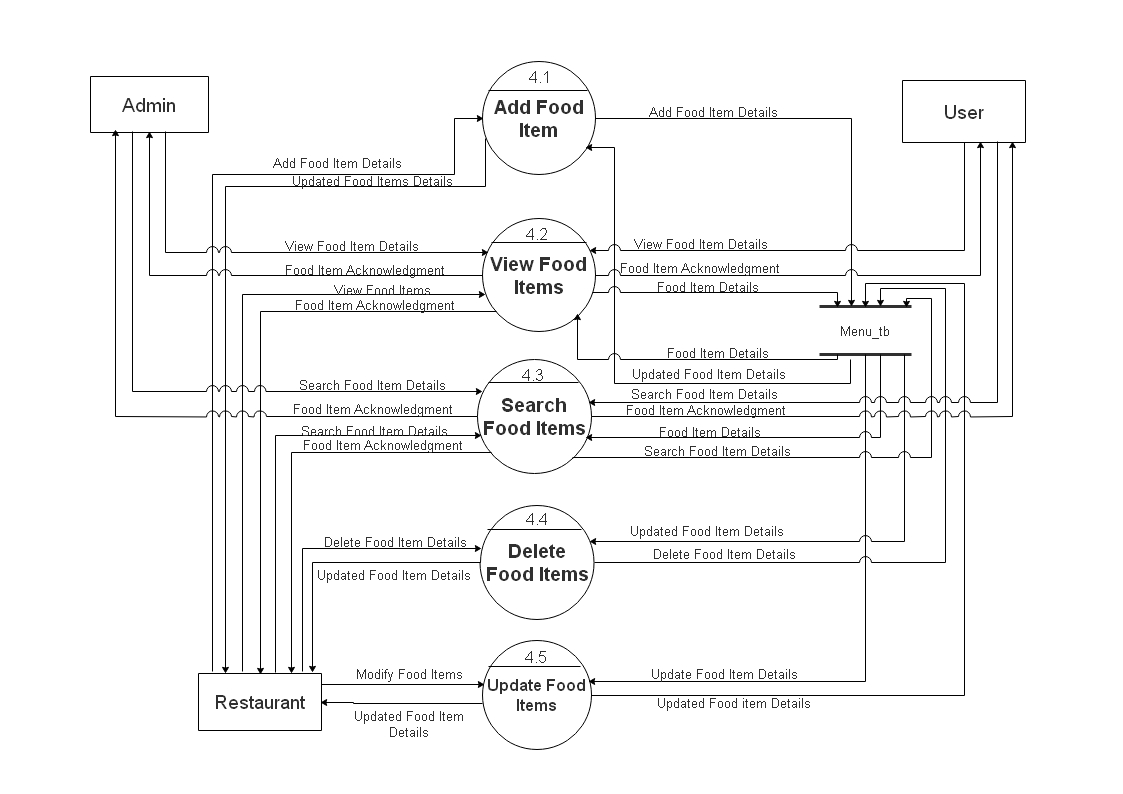 4.1
Admin
Add Food
Item
Add Food Item Details
User
Add Food Item Details
Updated Food Items Details
4.2
View Food Item Details
View Food Items
View Food Item Details
Food Item Acknowledgment
Food Item Acknowledgment
View Food Items
Food Item Details
Food Item Acknowledgment
Menu_tb
Food Item Details
4.3
Updated Food Item Details
Search Food Item Details
Search
Food Items
Search Food Item Details
Food Item Acknowledgment
Food Item Acknowledgment
Search Food Item Details
Food Item Details
Food Item Acknowledgment
Search Food Item Details
4.4
Delete Food Item Details
Delete
Food Items
Updated Food Item Details
Updated Food Item Details
Delete Food Item Details
4.5
Restaurant
Modify Food Items
Update Food
Items
Update Food Item Details
Updated Food Item
Details
Updated Food item Details